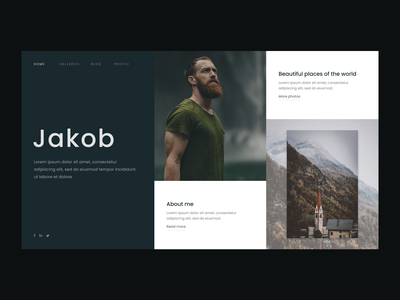 HOME GALLERIES BLOG PROFILE
Jakob
Lorem ipsum dolor sit amet, consectetur
adipiscing elit, sed do eiusmod tempor incididunt
ut labore et dolore
About me
Lorem ipsum dolor sit amet, consectetur
adipiscing elit, sed do eiusmod
Read more
Beautiful places of the world
Lorem ipsum dolor sit amet, consectetur
adipiscing elit, sed do eiusmod
More photos